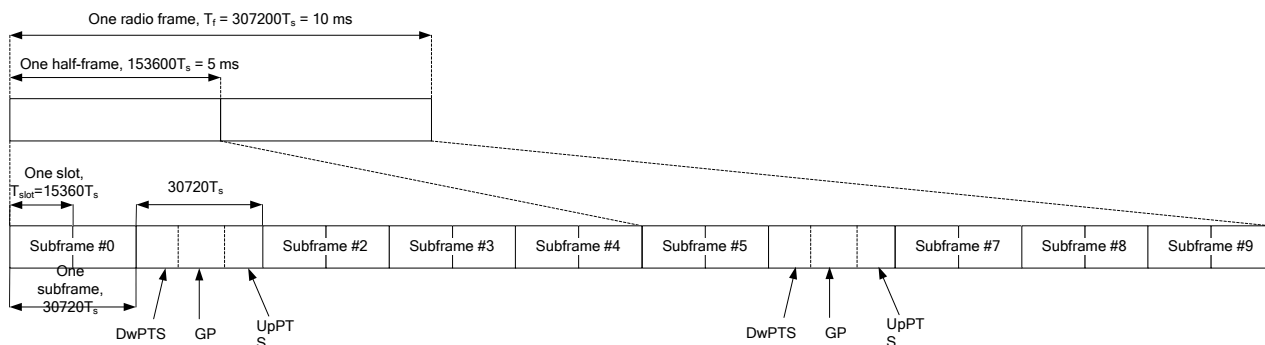 One radio frame, Tf = 307200Ts = 10 ms
One half-frame, 153600Ts = 5 ms
One slot,
Tslot=15360Ts
30720Ts
Subframe #0
Subframe #2
Subframe #3
Subframe #4
Subframe #5
Subframe #7
Subframe #8
Subframe #9
One
subframe,
30720Ts
DwPTS
GP
UpPT
S
DwPTS
GP
UpPT
S